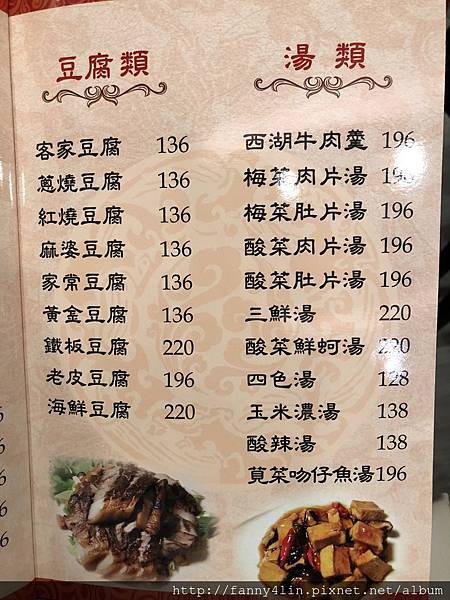 豆腐類
客家豆腐 136
蔥燒豆腐 136
紅燒豆腐 136
麻婆豆腐 136
家常豆腐 136
黃金豆腐 136
鐵板豆腐 220
老皮豆腐 196
海鮮豆腐 220
湯類
西湖牛肉羹 196
梅菜肉片湯 196
梅菜肚片湯 196
酸菜肉片湯 196
酸菜肚片湯 196
三鮮湯 220
酸菜鮮蚵湯 220
四色湯 128
玉米濃湯 138
酸辣湯 138
莧菜吻仔魚湯 196
http://fanny4lin.pixnet.net/album